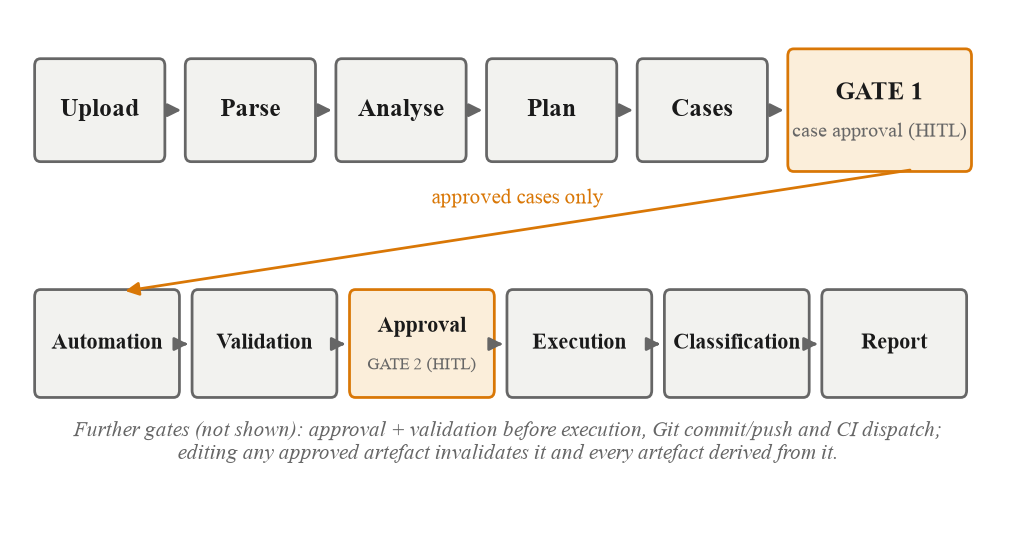 Upload
Parse
Analyse
Plan
Cases
GATE 1
case approval (HITL)
approved cases only
Automation
Validation
Approval
GATE 2 (HITL)
Execution
Classification
Report
Further gates (not shown): approval + validation before execution, Git commit/push and CI dispatch;
editing any approved artefact invalidates it and every artefact derived from it.